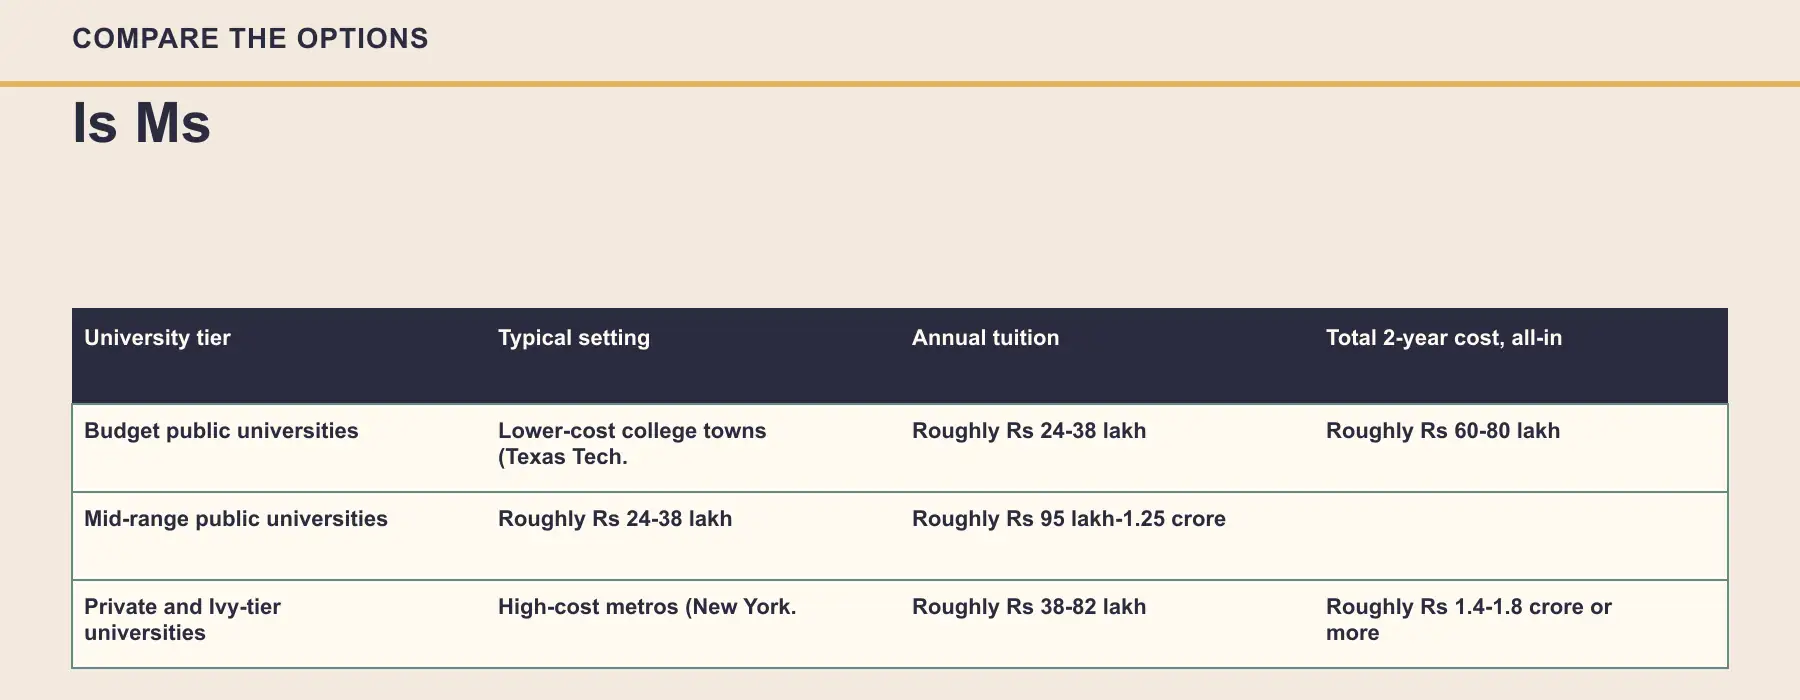 COMPARE THE OPTIONS
Is Ms
University tier Typical setting Annual tuition Total 2-year cost, all-in
Budget public universities Lower-cost college towns Roughly Rs 24-38 lakh Roughly Rs 60-80 lakh
(Texas Tech.
Mid-range public universities Roughly Rs 24-38 lakh Roughly Rs 95 lakh-1.25 crore
Private and Ivy-tier High-cost metros (New York. Roughly Rs 38-82 lakh Roughly Rs 1.4-1.8 crore or
universities more